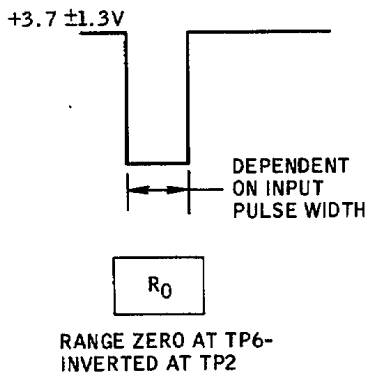 +3.7 ±1.3V
DEPENDENT
ON INPUT
PULSE WIDTH
R0
RANGE ZERO AT TP6-
INVERTED AT TP2